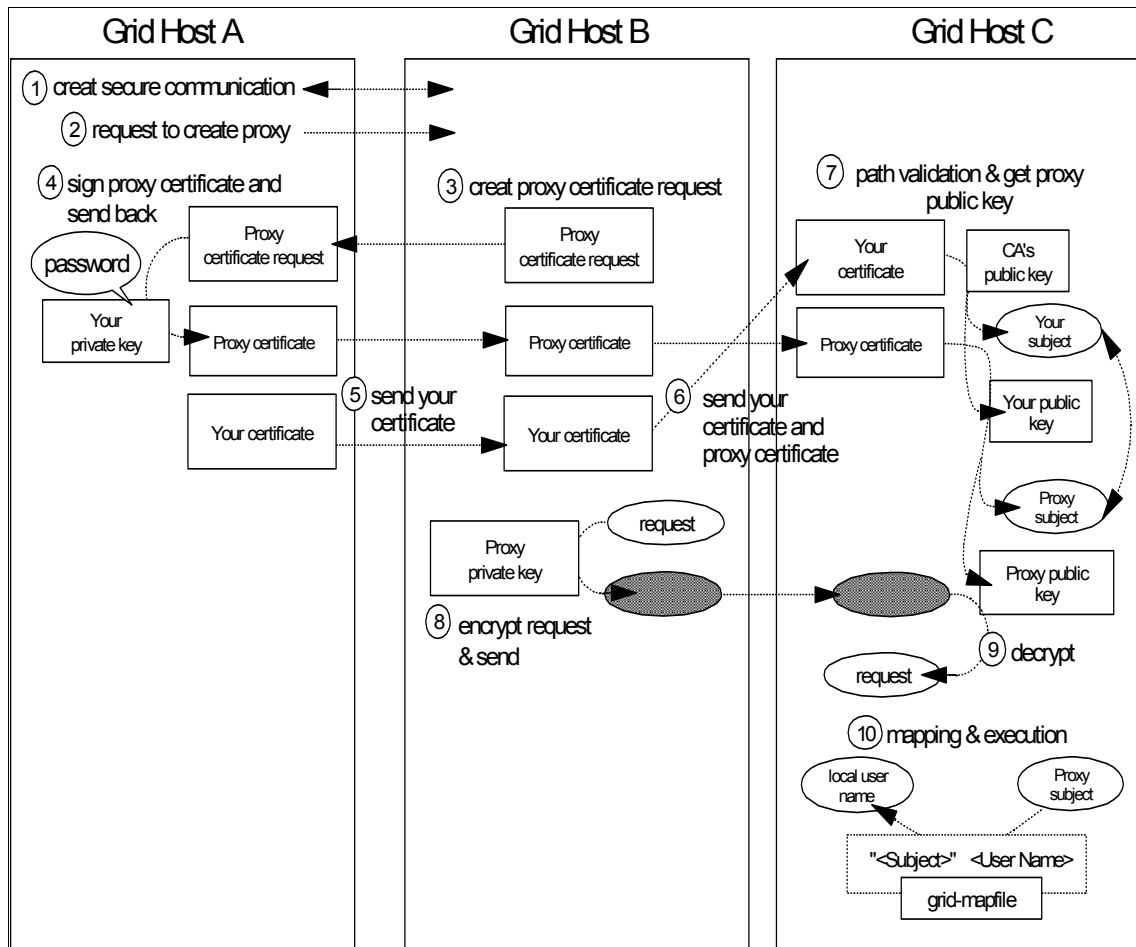 Grid Host A
Grid Host B
Grid Host C
1 creat secure communication
2 request to create proxy
4 sign proxy certificate and
send back
3 creat proxy certificate request
7 path validation & get proxy
public key
password
Proxy
certificate request
Proxy
certificate request
Your
certificate
CA's
public key
Your
private key
Proxy certificate
Proxy certificate
Proxy certificate
Your
subject
5 send your
certificate
6 send your
certificate and
proxy certificate
Your certificate
Your certificate
Your public
key
Proxy
subject
request
Proxy
private key
Proxy public
key
8 encrypt request
& send
9 decrypt
request
10 mapping & execution
local user
name
Proxy
subject
"<Subject>" <User Name>
grid-mapfile